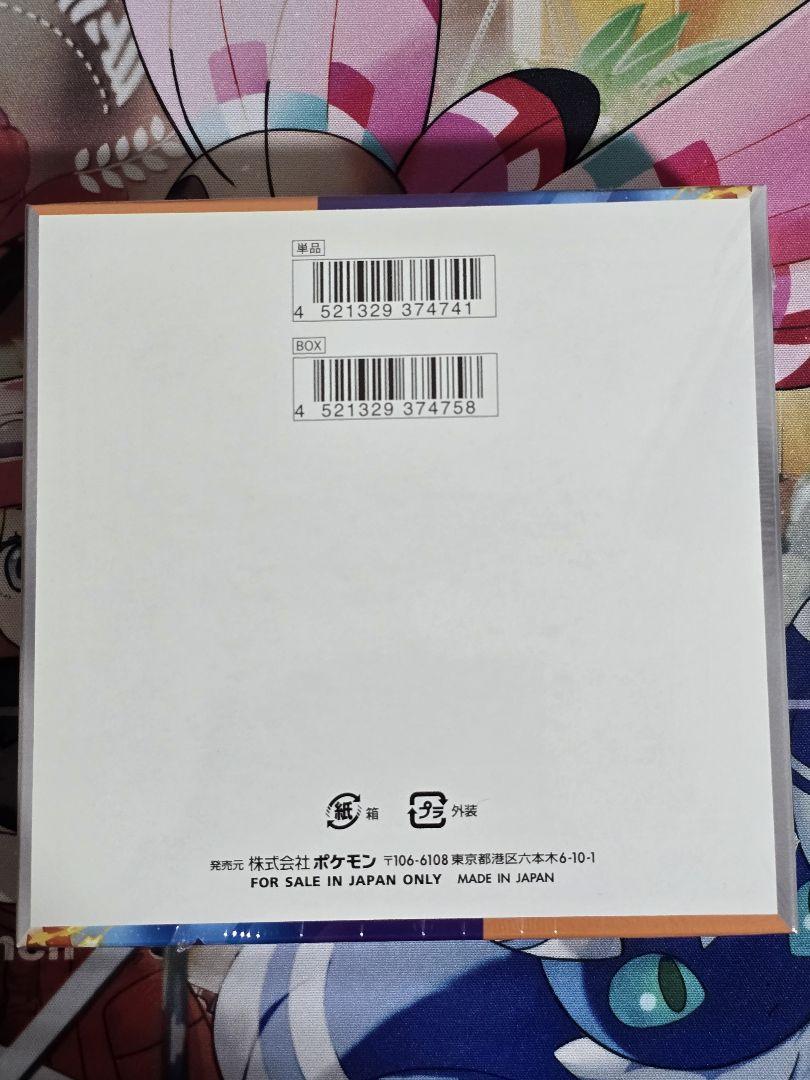 単品
4 521329 374741
BOX
4 521329 374758
紙 箱 プラ 外装
発売元 株式会社ポケモン 〒106-6108 東京都港区六本木6-10-1
FOR SALE IN JAPAN ONLY MADE IN JAPAN